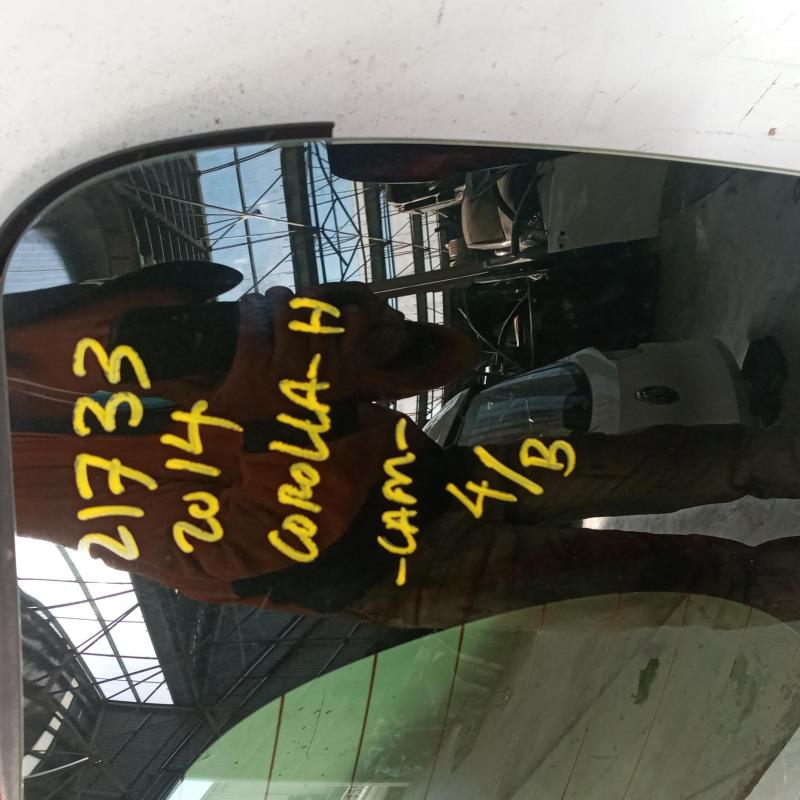 21733
2014
COROLLA-H
-CAM-
4/B